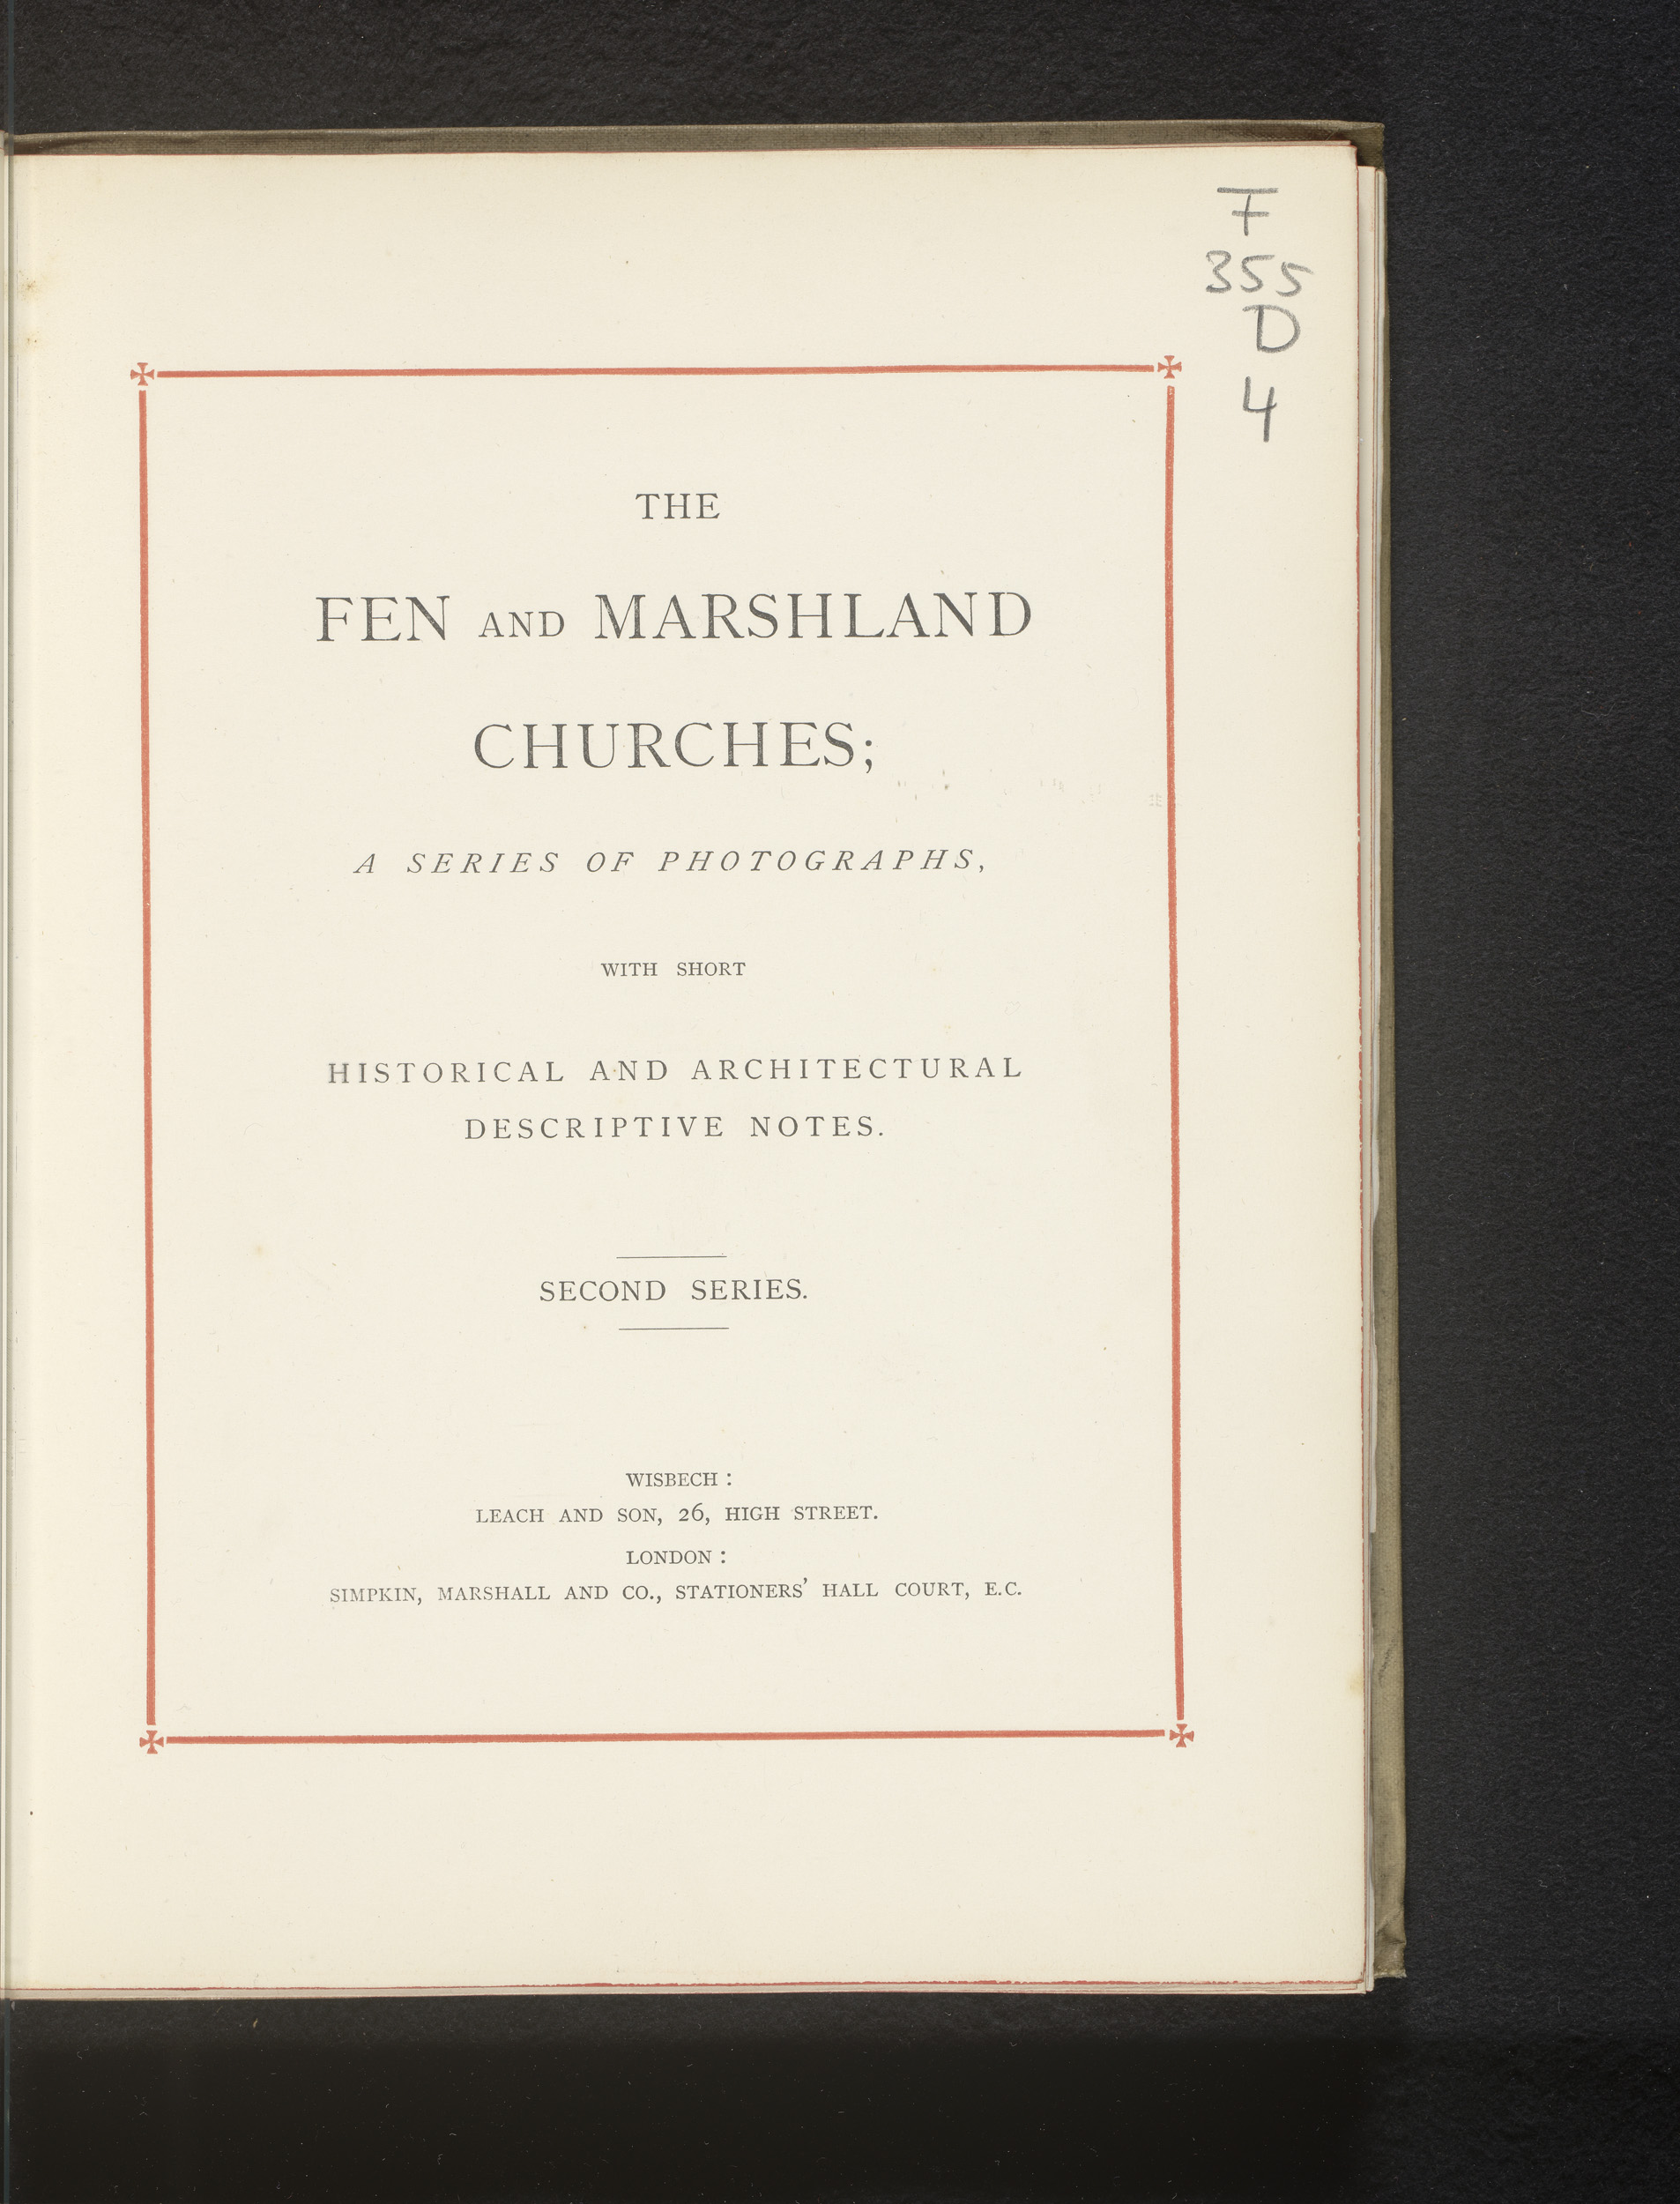 F
355
D
4
THE
FEN AND MARSHLAND
CHURCHES;
A SERIES OF PHOTOGRAPHS,
WITH SHORT
HISTORICAL AND ARCHITECTURAL
DESCRIPTIVE NOTES.
SECOND SERIES.
WISBECH :
LEACH AND SON, 26, HIGH STREET.
LONDON :
SIMPKIN, MARSHALL AND CO., STATIONERS' HALL COURT, E.C.